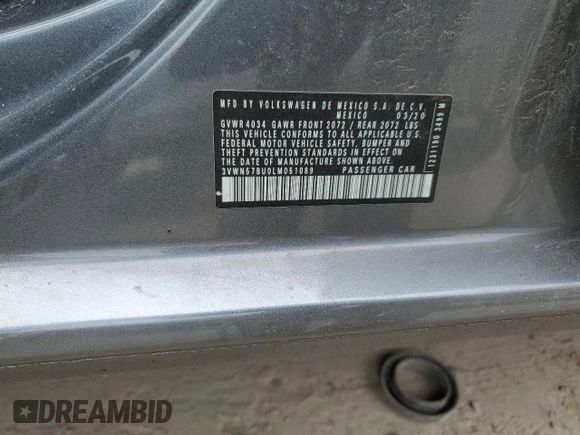 MFD BY VOLKSWAGEN DE MEXICO S.A. DE C.V.
MEXICO 03/20
GVWR 4034 GAWR FRONT 2072 / REAR 2072 LBS
THIS VEHICLE CONFORMS TO ALL APPLICABLE U.S.
FEDERAL MOTOR VEHICLE SAFETY, BUMPER AND
THEFT PREVENTION STANDARDS IN EFFECT ON
THE DATE OF MANUFACTURE SHOWN ABOVE
3VWN57BU0LM051089 PASSENGER CAR
1231190 3499 M
DREAMBID